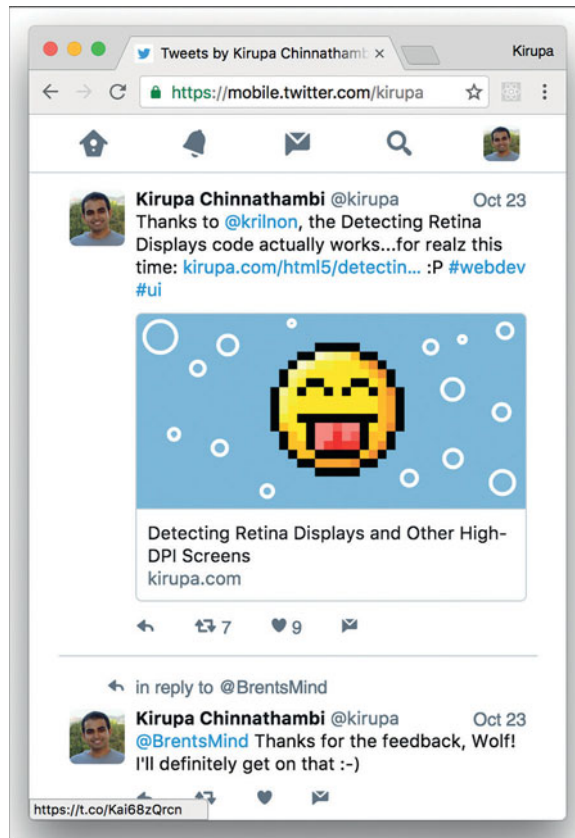 Tweets by Kirupa Chinnathamb
Kirupa
https://mobile.twitter.com/kirupa
Kirupa Chinnathambi @kirupa Oct 23
Thanks to @krilnon, the Detecting Retina
Displays code actually works...for realz this
time: kirupa.com/html5/detectin... :P #webdev
#ui
Detecting Retina Displays and Other High-
DPI Screens
kirupa.com
7 9
in reply to @BrentsMind
Kirupa Chinnathambi @kirupa Oct 23
@BrentsMind Thanks for the feedback, Wolf!
I'll definitely get on that :-)
https://t.co/Kai68zQrcn